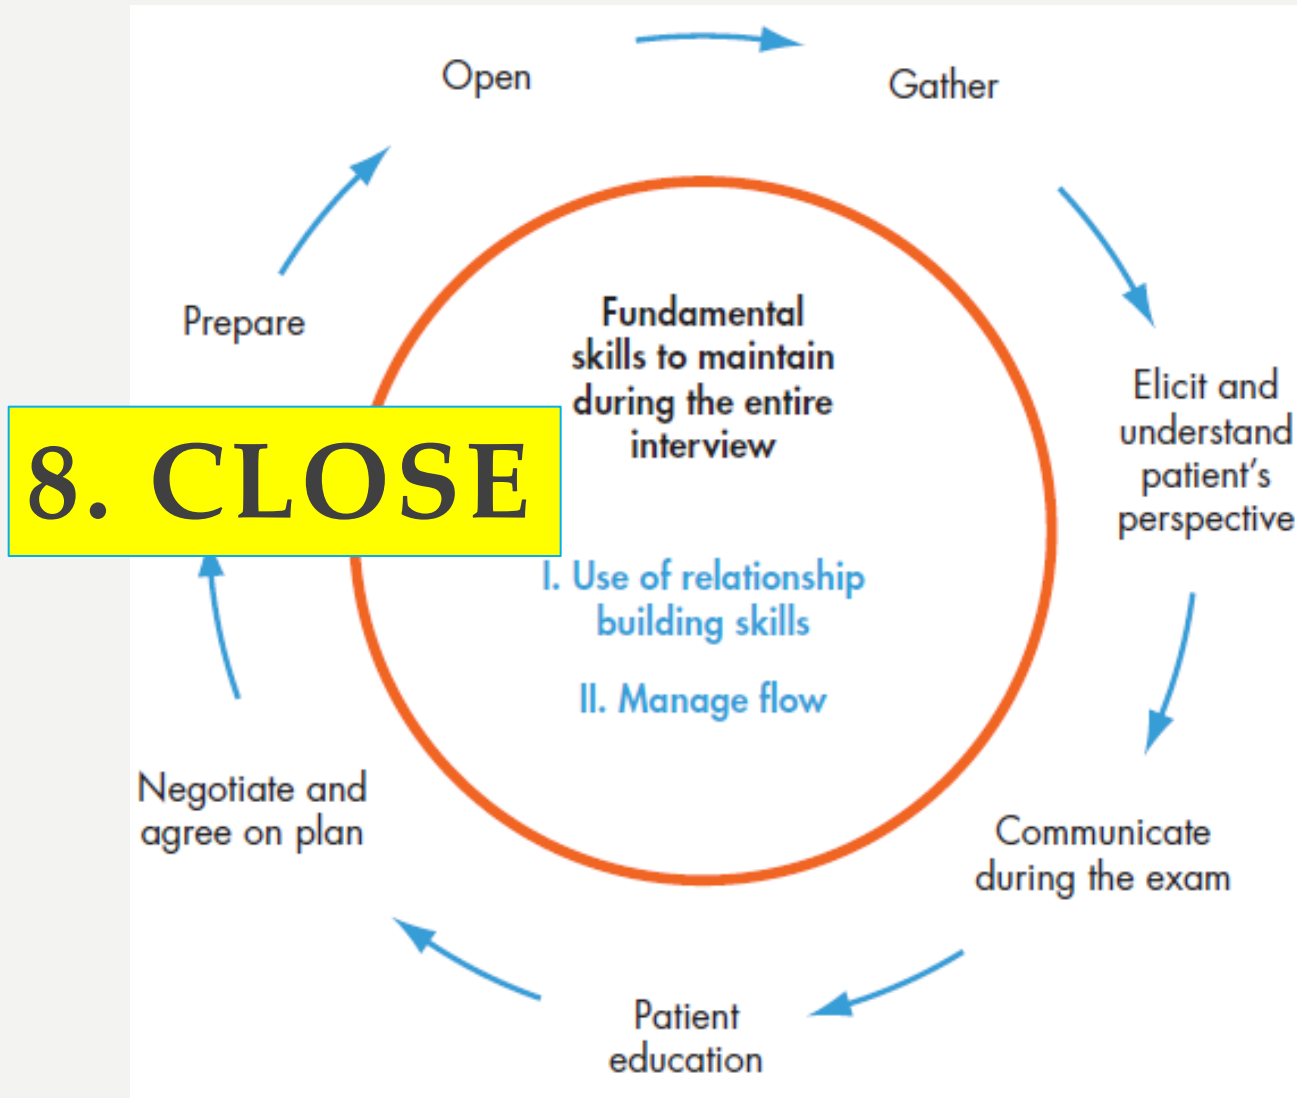 Open
Gather
Prepare
Fundamental
skills to maintain
during the entire
interview
Elicit and
understand
patient's
perspective
8. CLOSE
I. Use of relationship
building skills
II. Manage flow
Negotiate and
agree on plan
Communicate
during the exam
Patient
education